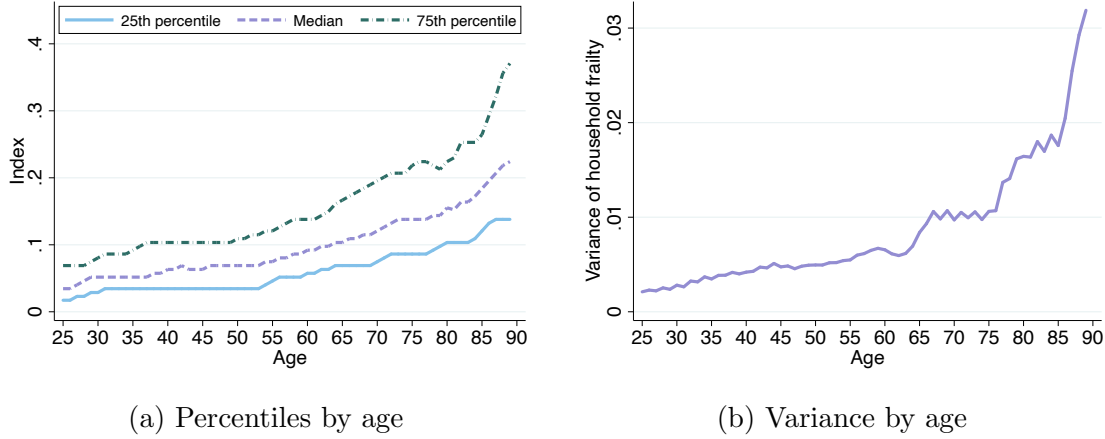 25th percentile Median 75th percentile
Index
.4
.3
.2
.1
0
25 30 35 40 45 50 55 60 65 70 75 80 85 90
Age
(a) Percentiles by age
Variance of household frailty
.03
.02
.01
0
25 30 35 40 45 50 55 60 65 70 75 80 85 90
Age
(b) Variance by age